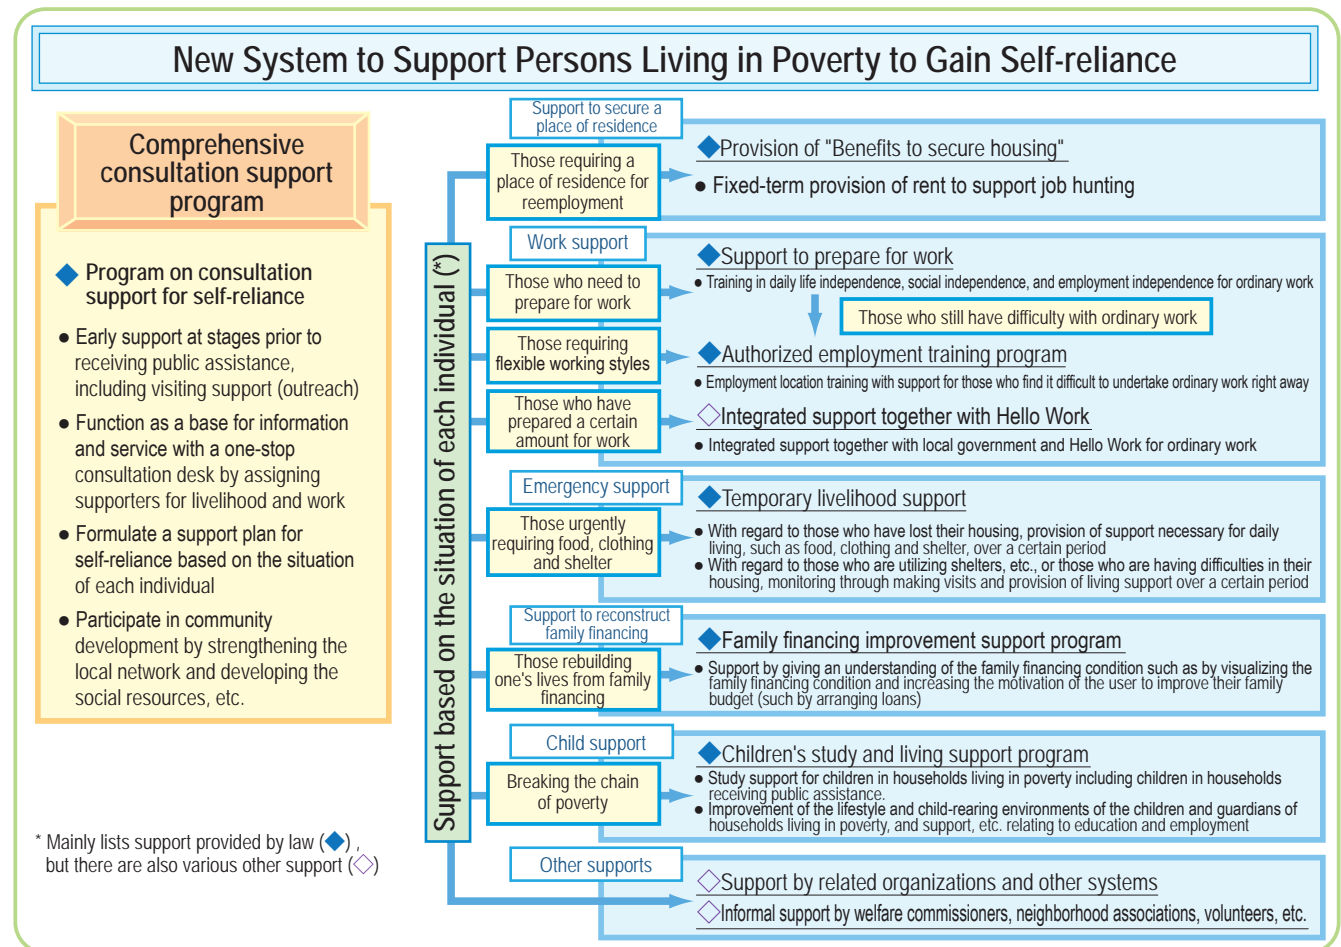 New System to Support Persons Living in Poverty to Gain Self-reliance
Comprehensive
consultation support
program
◆ Program on consultation
support for self-reliance
● Early support at stages prior to
receiving public assistance,
including visiting support (outreach)
● Function as a base for information
and service with a one-stop
consultation desk by assigning
supporters for livelihood and work
● Formulate a support plan for
self-reliance based on the situation
of each individual
● Participate in community
development by strengthening the
local network and developing the
social resources, etc.
* Mainly lists support provided by law (◆) ,
but there are also various other support (◇)
Support based on the situation of each individual (*)
Support to secure a
place of residence
Those requiring a
place of residence for
reemployment
◆Provision of "Benefits to secure housing"
● Fixed-term provision of rent to support job hunting
Work support
Those who need to
prepare for work
◆Support to prepare for work
● Training in daily life independence, social independence, and employment independence for ordinary work
Those who still have difficulty with ordinary work
Those requiring
flexible working styles
◆Authorized employment training program
● Employment location training with support for those who find it difficult to undertake ordinary work right away
Those who have
prepared a certain
amount for work
◇Integrated support together with Hello Work
● Integrated support together with local government and Hello Work for ordinary work
Emergency support
Those urgently
requiring food, clothing
and shelter
◆Temporary livelihood support
● With regard to those who have lost their housing, provision of support necessary for daily
living, such as food, clothing and shelter, over a certain period
● With regard to those who are utilizing shelters, etc., or those who are having difficulties in their
housing, monitoring through making visits and provision of living support over a certain period
Support to reconstruct
family financing
Those rebuilding
one's lives from family
financing
◆Family financing improvement support program
● Support by giving an understanding of the family financing condition such as by visualizing the
family financing condition and increasing the motivation of the user to improve their family
budget (such by arranging loans)
Child support
Breaking the chain
of poverty
◆Children's study and living support program
● Study support for children in households living in poverty including children in households
receiving public assistance.
● Improvement of the lifestyle and child-rearing environments of the children and guardians of
households living in poverty, and support, etc. relating to education and employment
Other supports
◇Support by related organizations and other systems
◇Informal support by welfare commissioners, neighborhood associations, volunteers, etc.